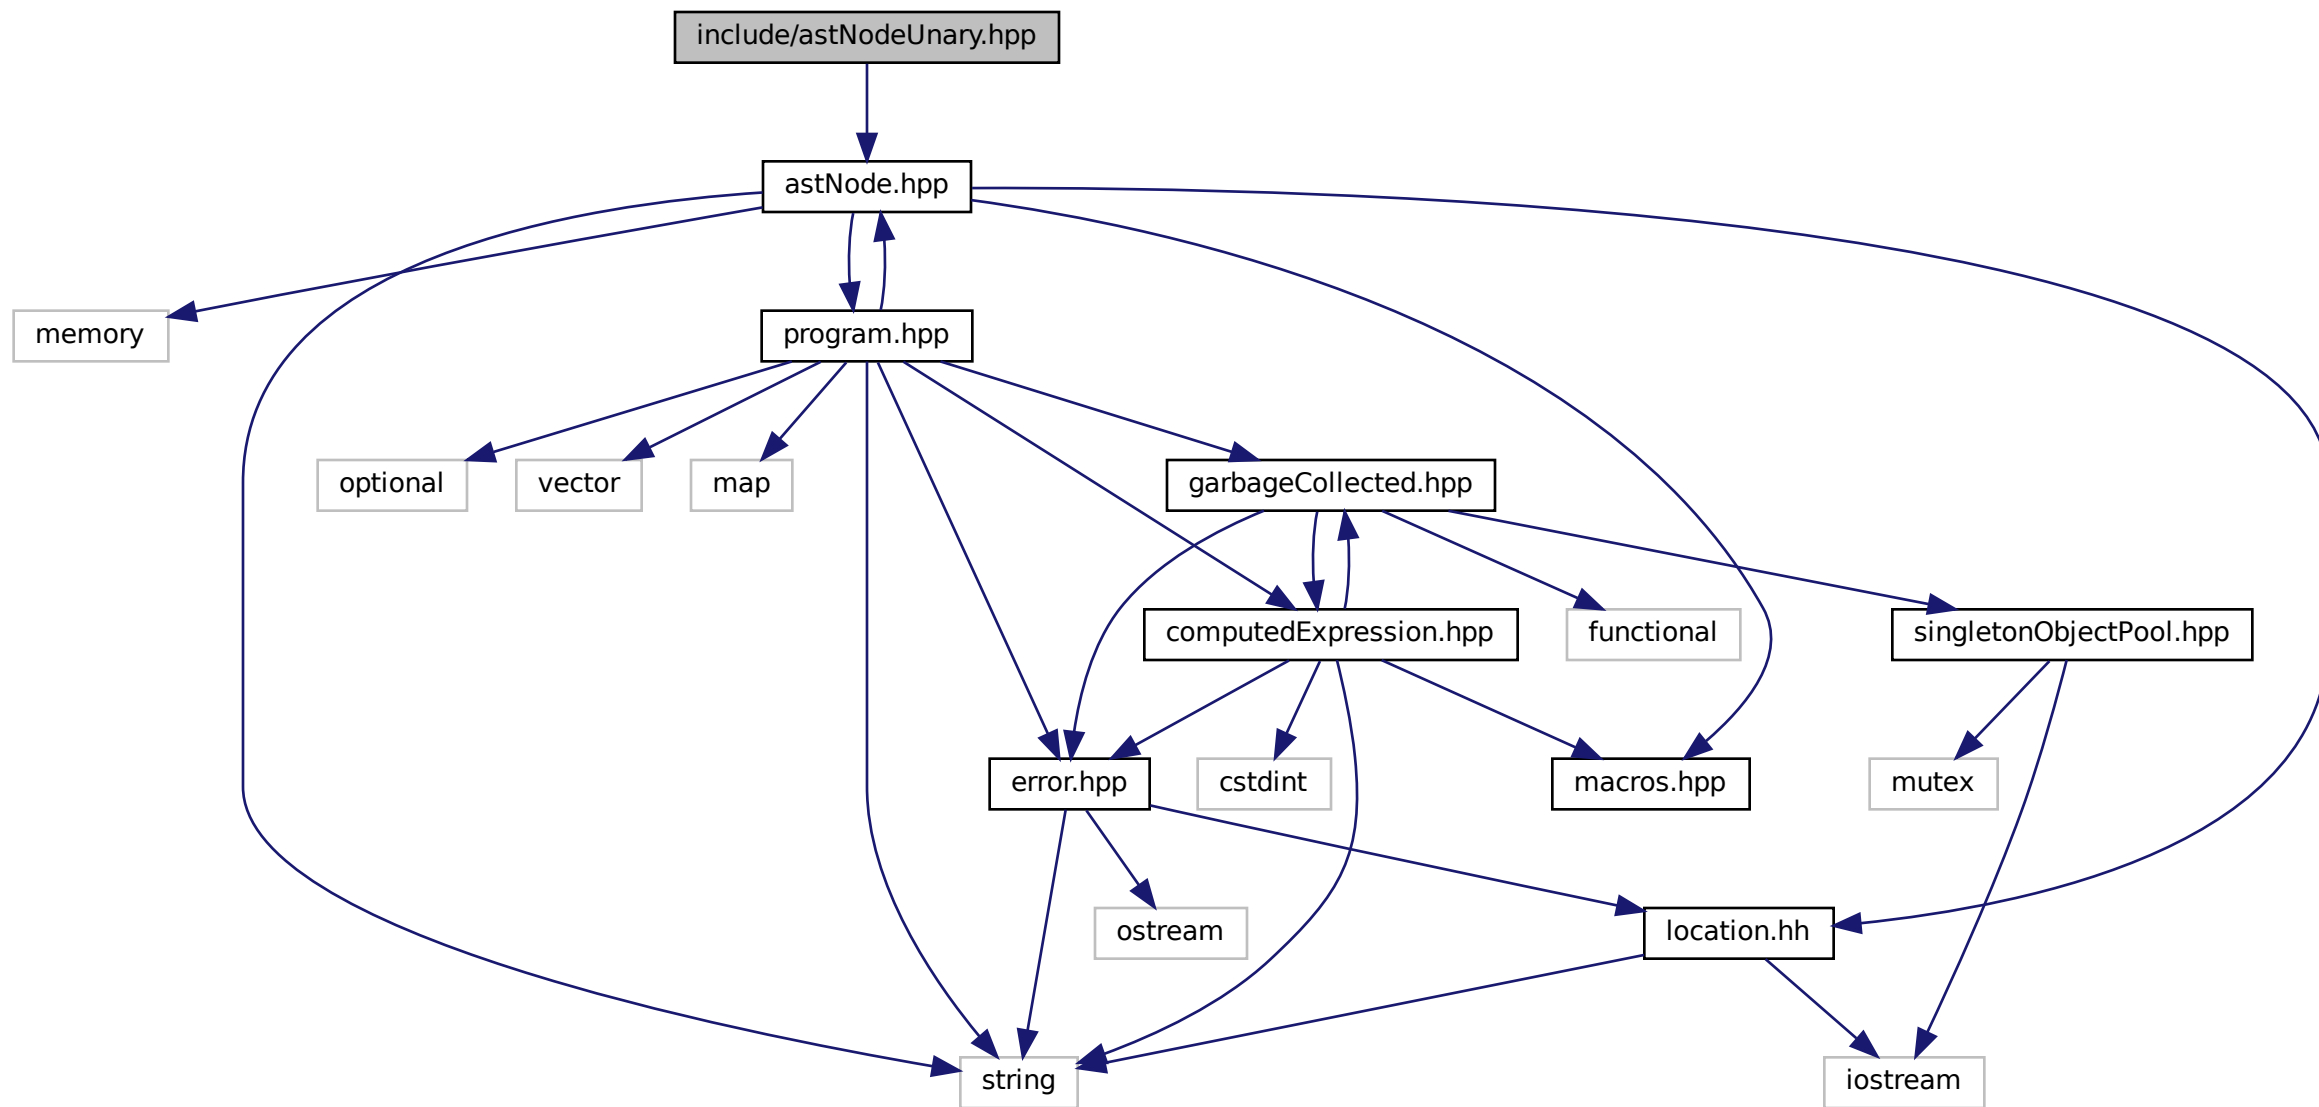 include/astNodeUnary.hpp
astNode.hpp
memory
program.hpp
optional
vector
map
garbageCollected.hpp
computedExpression.hpp
functional
singletonObjectPool.hpp
error.hpp
cstdint
macros.hpp
mutex
ostream
location.hh
string
iostream